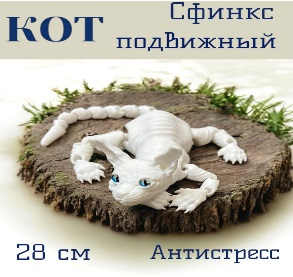 КОТ
Сфинкс
подвижный
28 см
Антистресс